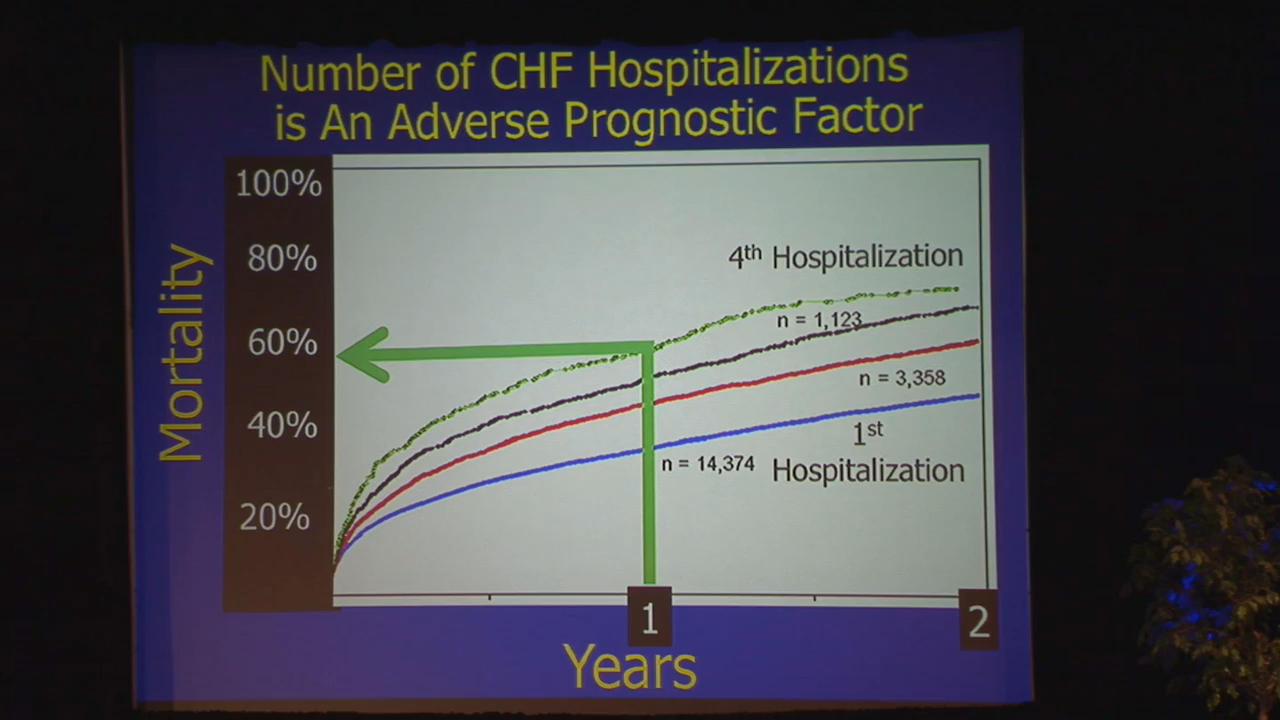 Number of CHF Hospitalizations
is An Adverse Prognostic Factor
Mortality
100%
80%
60%
40%
20%
4th Hospitalization
n = 1,123
n = 3,358
1st
Hospitalization
n = 14,374
1
2
Years